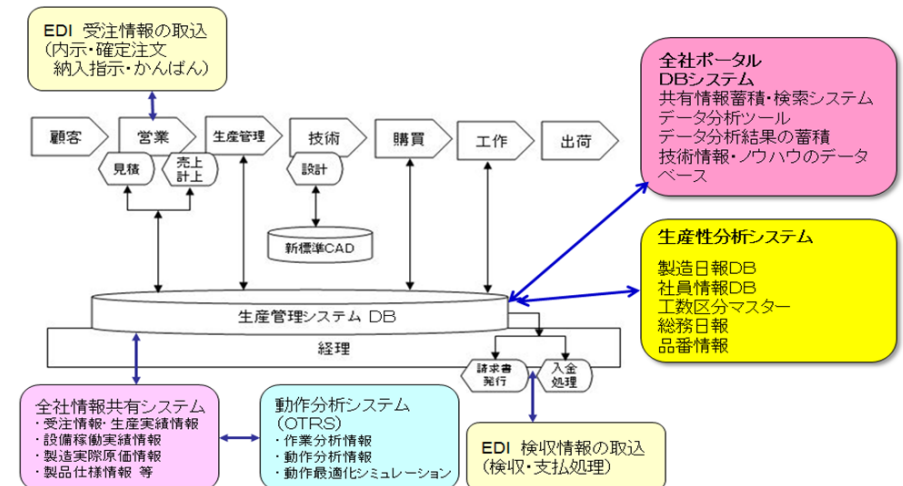 EDI 受注情報の取込
(内示・確定注文
納入指示・かんばん)
全社ポータル
DBシステム
共有情報蓄積・検索システム
データ分析ツール
データ分析結果の蓄積
技術情報・ノウハウのデータ
ベース
顧客
営業
生産管理
技術
購買
工作
出荷
見積
売上
計上
設計
新標準CAD
生産性分析システム
製造日報DB
社員情報DB
工数区分マスター
総務日報
品番情報
生産管理システム DB
経理
請求書
発行
入金
処理
全社情報共有システム
・受注情報・生産実績情報
・設備稼働実績情報
・製造実際原価情報
・製品仕様情報 等
動作分析システム
(OTRS)
・作業分析情報
・動作分析情報
・動作最適化シミュレーション
EDI 検収情報の取込
(検収・支払処理)